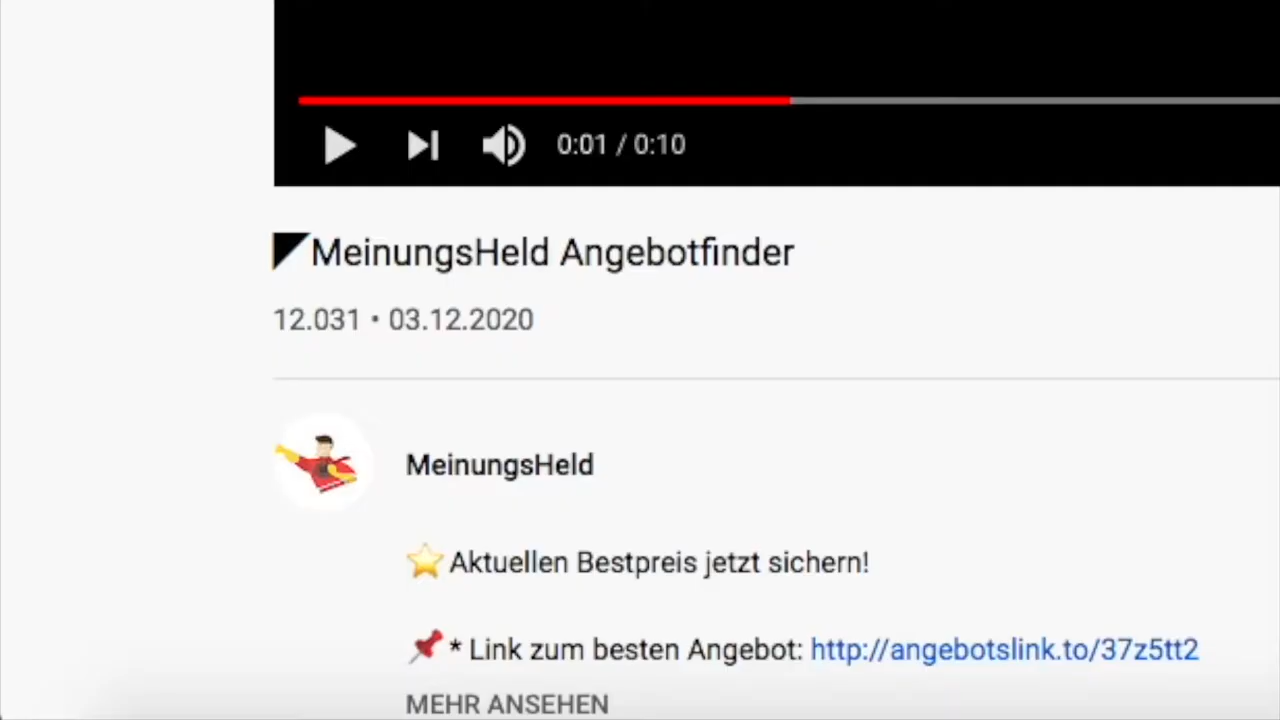 0:01 / 0:10
◤MeinungsHeld Angebotfinder
12.031 • 03.12.2020
MeinungsHeld
⭐Aktuellen Bestpreis jetzt sichern!
📌* Link zum besten Angebot: http://angebotslink.to/37z5tt2
MEHR ANSEHEN